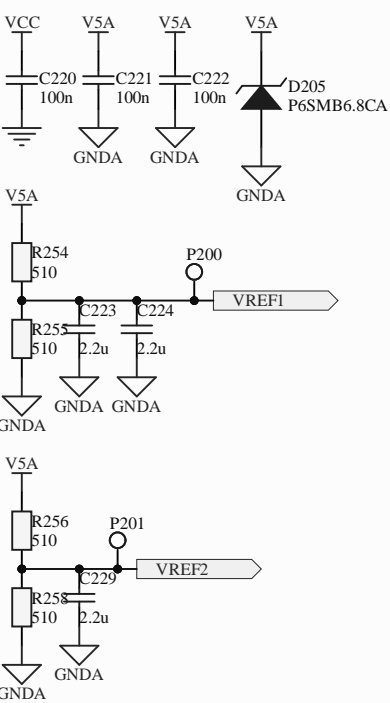 VCC V5A V5A V5A
C220 C221 C222 D205
100n 100n 100n P6SMB6.8CA
GNDA GNDA GNDA
V5A
R254 P200
510
VREF1
C223 C224
R255
510 2.2u 2.2u
GNDA GNDA
GNDA
V5A
R256 P201
510
VREF2
C229
R258
510 2.2u
GNDA
GNDA